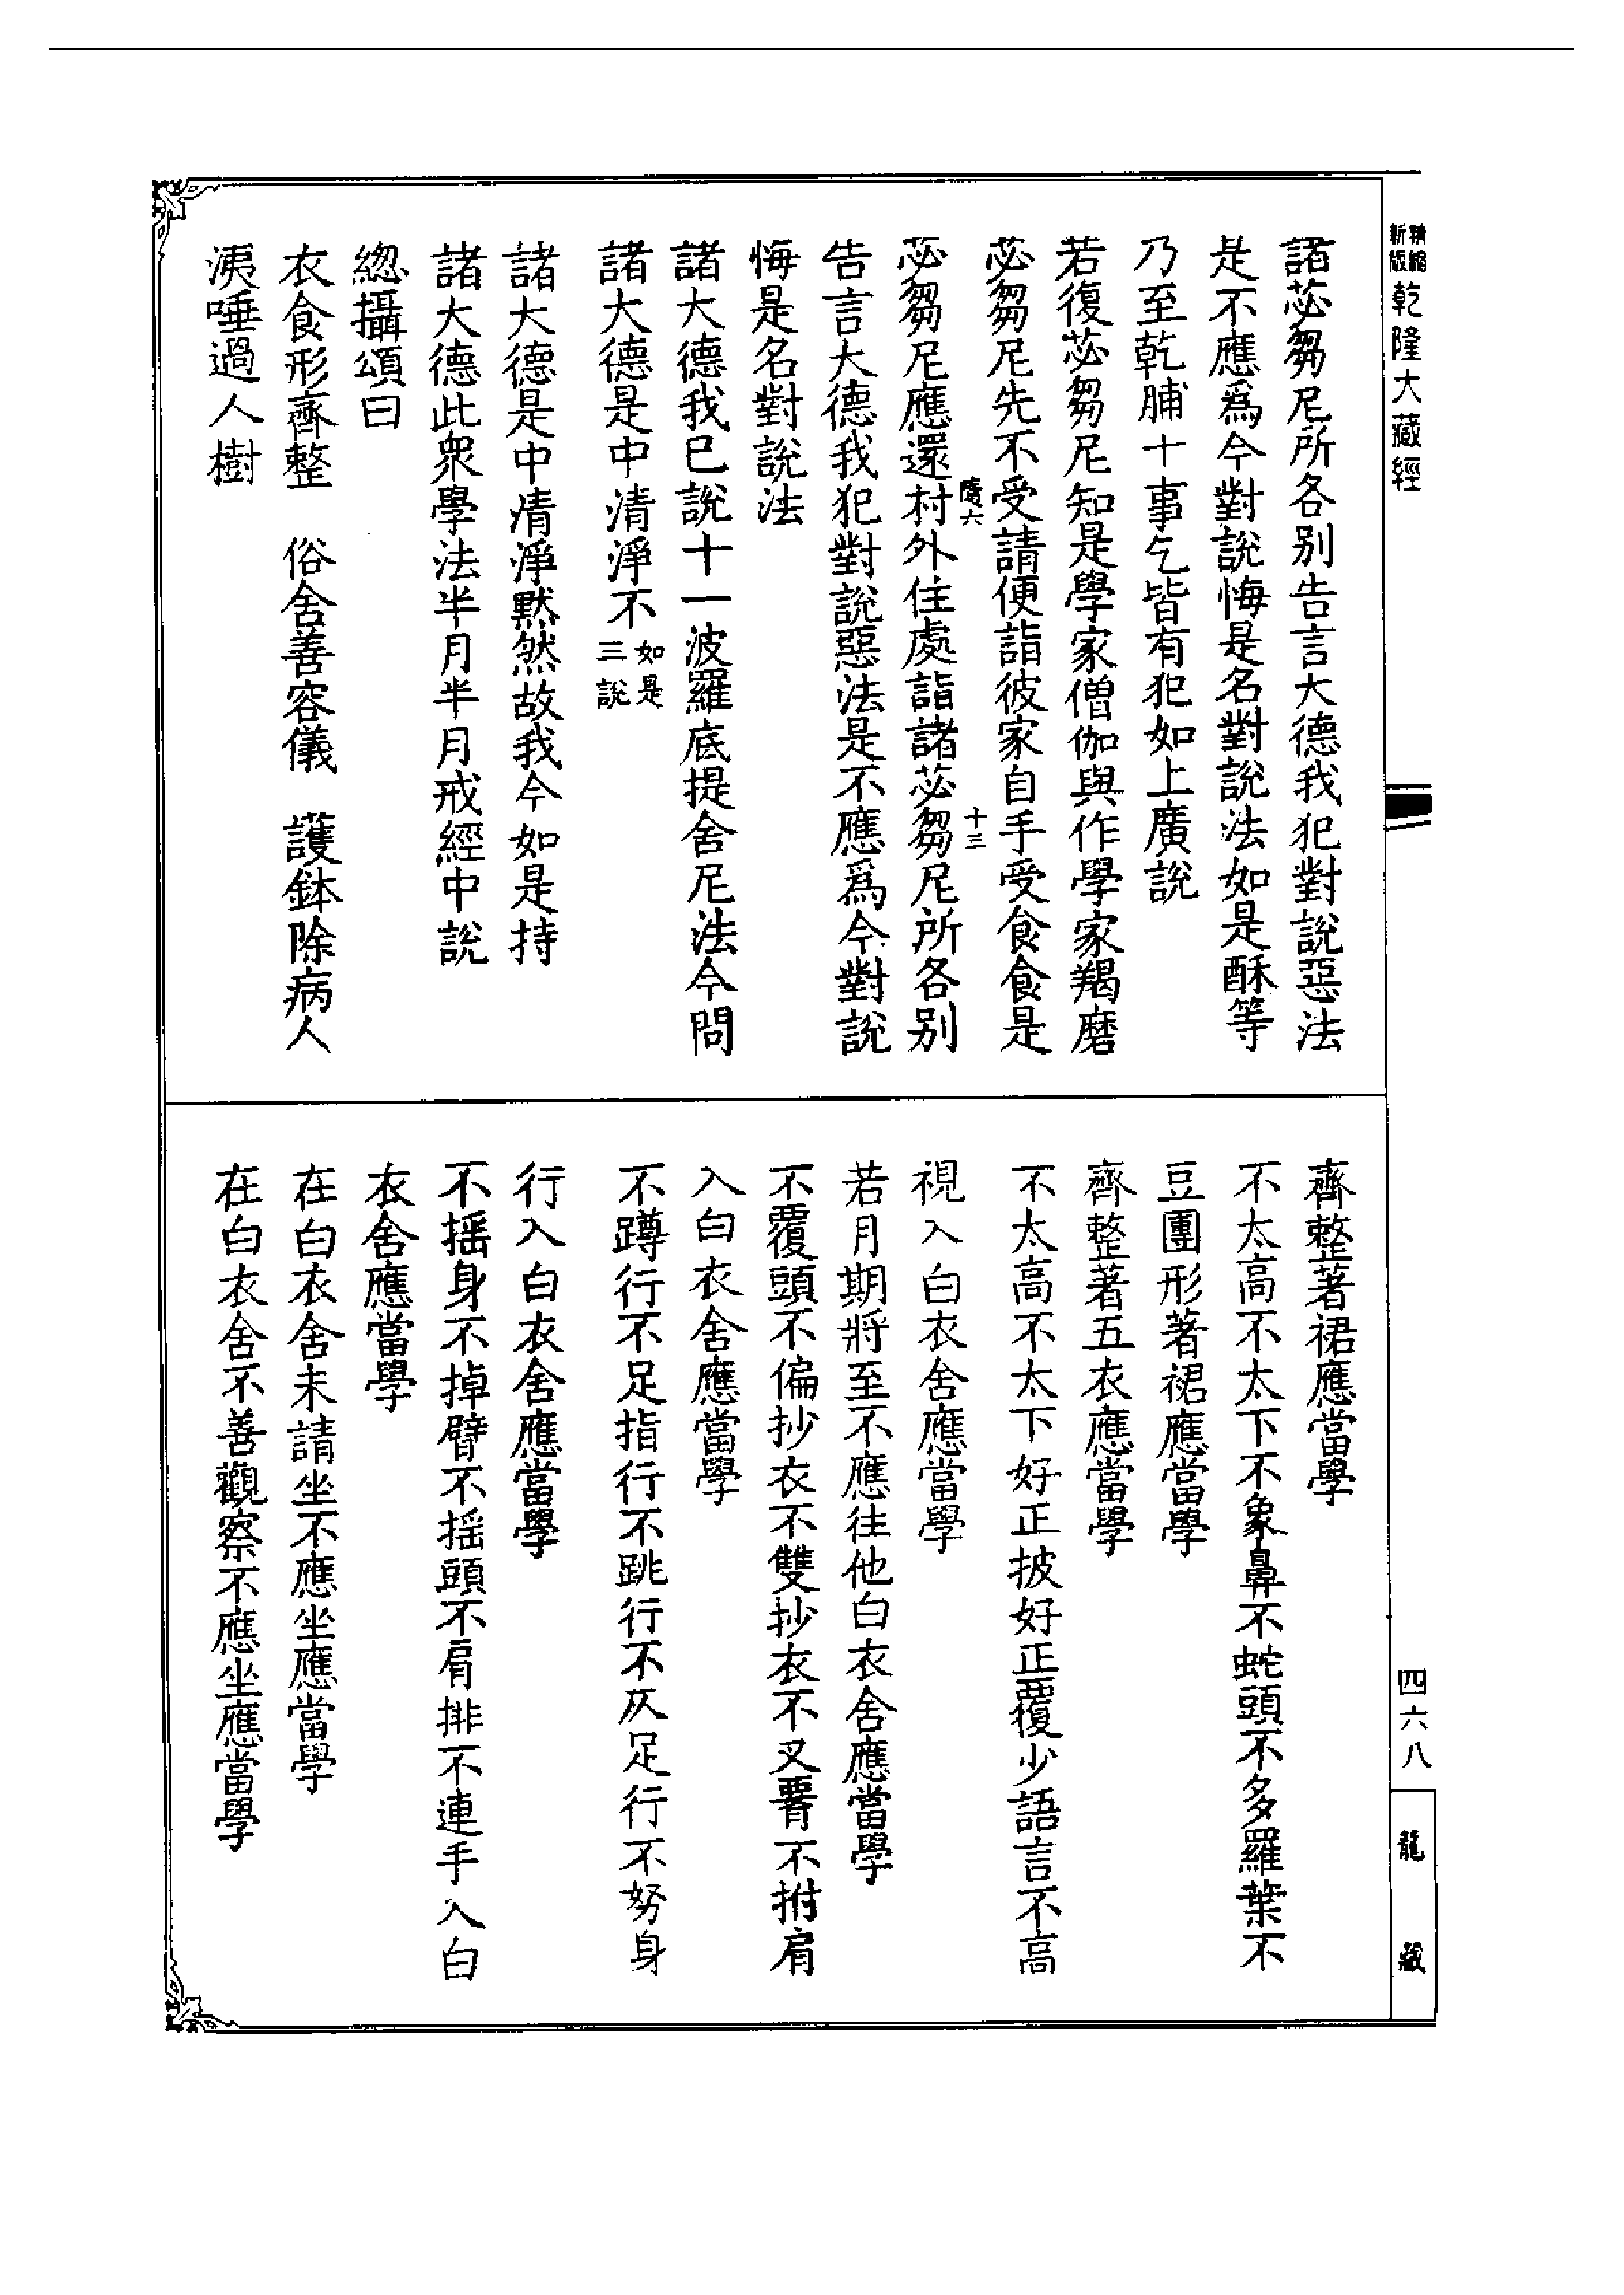 精縮新版乾隆大藏經
諸苾芻尼所各别告言大德我犯對說惡法
是不應爲今對說悔是名對說法如是酥等
乃至乾脯十事乞皆有犯如上廣說
若復苾芻尼知是學家僧伽與作學家羯磨
苾芻尼先不受請便詣彼家自手受食食是
隨六
十三
苾芻尼應還村外住處詣諸苾芻尼所各别
告言大德我犯對說惡法是不應爲今對說
悔是名對說法
諸大德我已說十一波羅底提舍尼法今問
諸大德是中清淨不如是三說
諸大德是中清淨默然故我今如是持
諸大德此衆學法半月半月戒經中說
緫攝頌曰
衣食形齊整　俗舍善容儀　護鉢除病人
洟唾過人樹
齊整著裙應當學
不太高不太下不象鼻不蛇頭不多羅葉不
豆團形著裙應當學
齊整著五衣應當學
不太高不太下好正披好正覆少語言不高
視入白衣舍應當學
若月期將至不應往他白衣舍應當學
不覆頭不偏抄衣不雙抄衣不叉𦝫不拊肩
入白衣舍應當學
不蹲行不足指行不跳行不仄足行不努身
行入白衣舍應當學
不揺身不掉臂不揺頭不肩排不連手入白
衣舍應當學
在白衣舍未請坐不應坐應當學
在白衣舍不善觀察不應坐應當學
四六八
龍藏